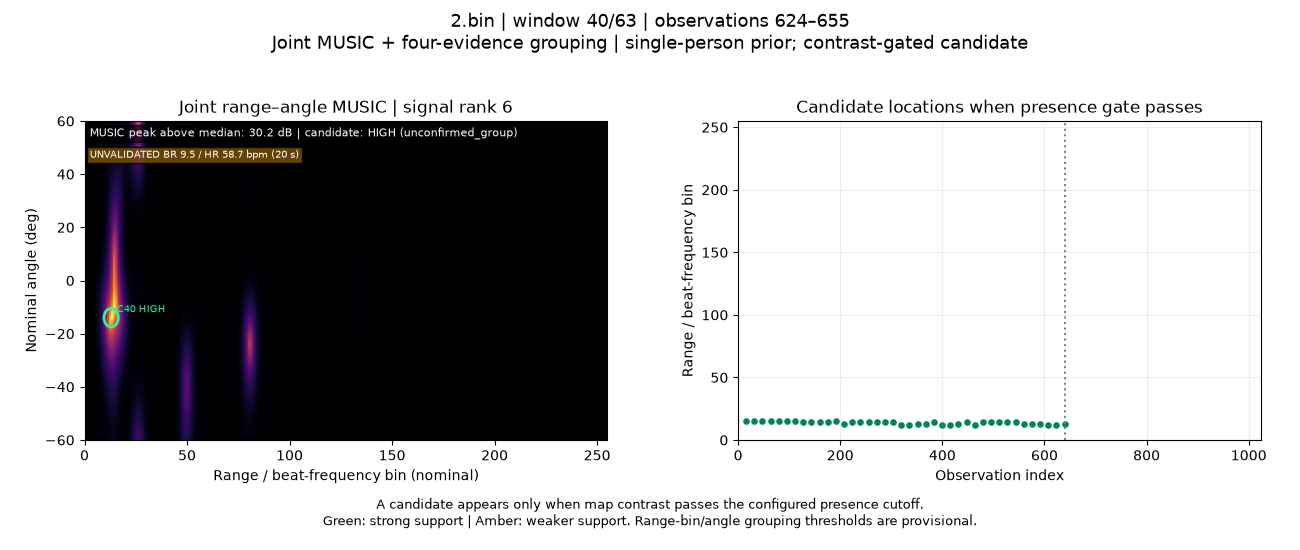 2.bin | window 40/63 | observations 624–655
Joint MUSIC + four-evidence grouping | single-person prior; contrast-gated candidate
Joint range–angle MUSIC | signal rank 6
MUSIC peak above median: 30.2 dB | candidate: HIGH (unconfirmed_group)
UNVALIDATED BR 9.5 / HR 58.7 bpm (20 s)
C40 HIGH
60
40
20
0
−20
−40
−60
Nominal angle (deg)
0 50 100 150 200 250
Range / beat-frequency bin (nominal)
Candidate locations when presence gate passes
250
200
150
100
50
0
Range / beat-frequency bin
0 200 400 600 800 1000
Observation index
A candidate appears only when map contrast passes the configured presence cutoff.
Green: strong support | Amber: weaker support. Range-bin/angle grouping thresholds are provisional.